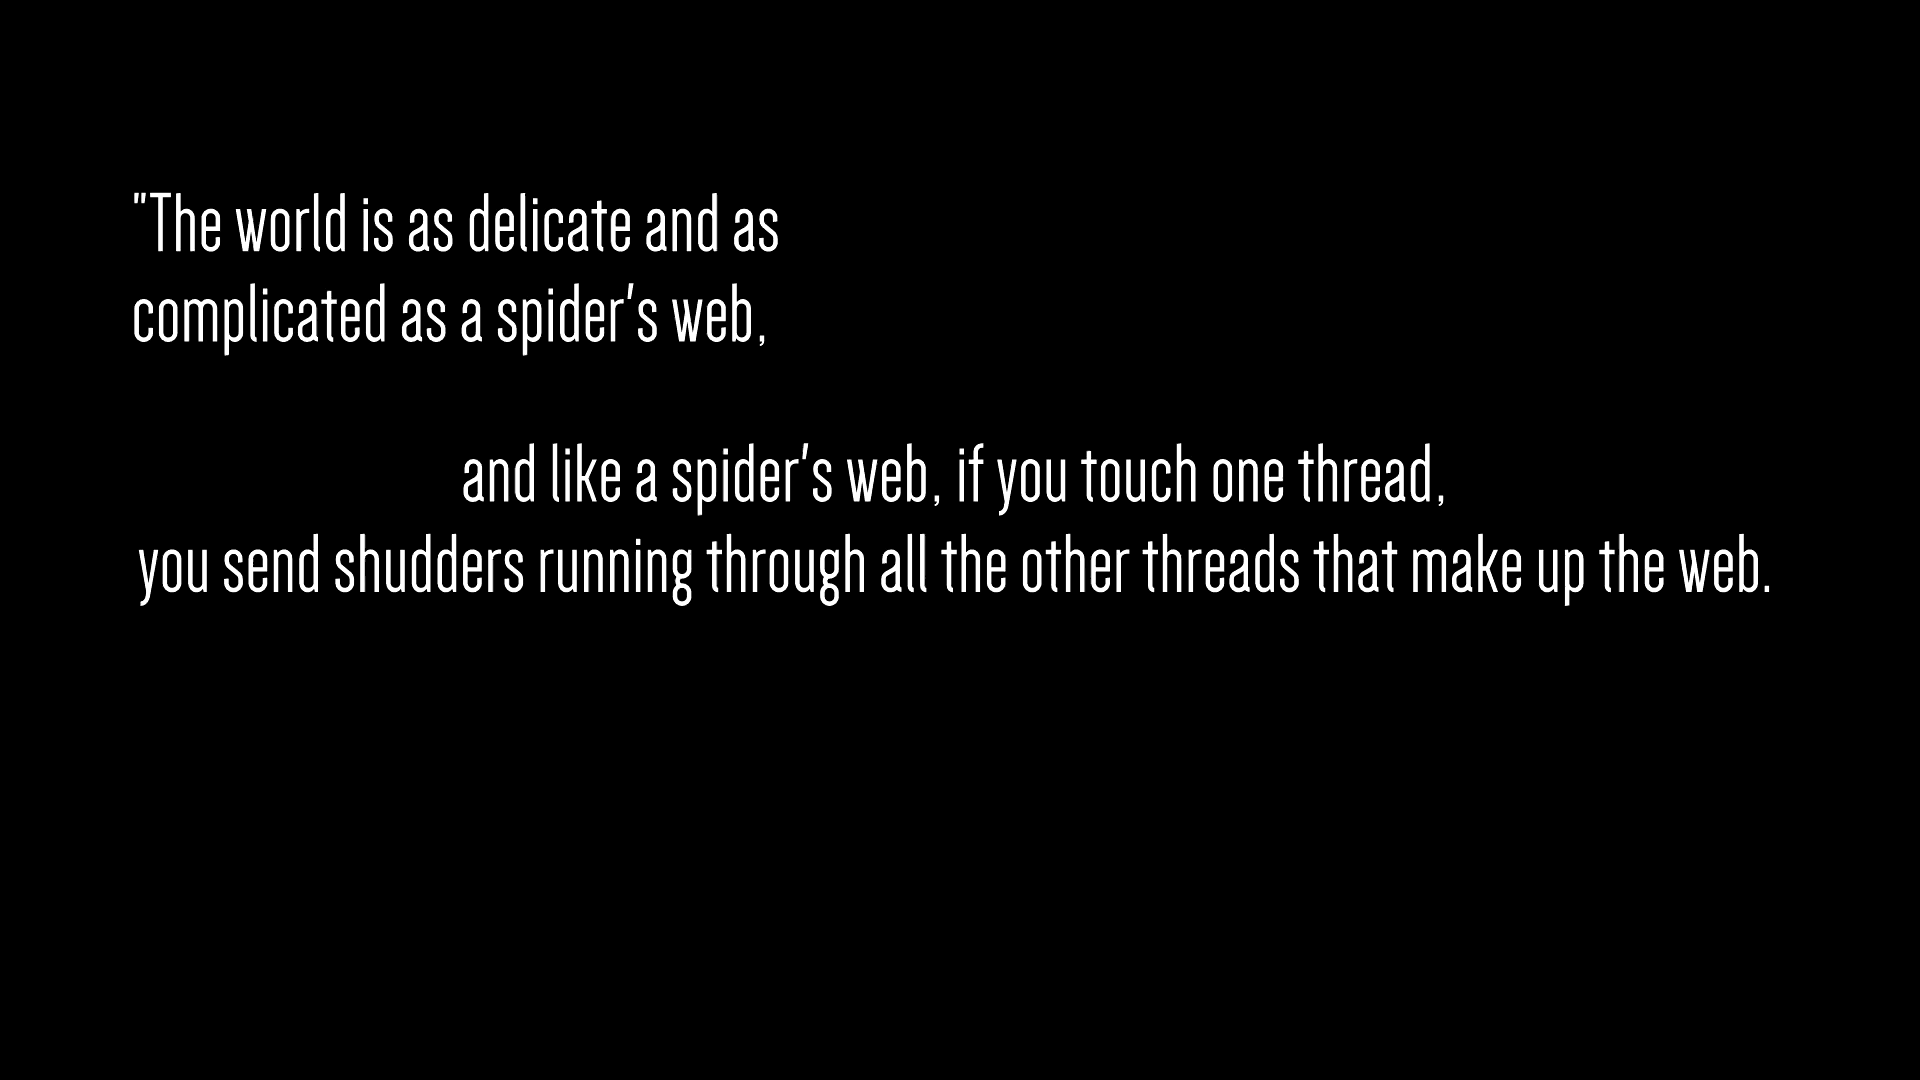 "The world is as delicate and as
complicated as a spider's web,
and like a spider's web, if you touch one thread,
you send shudders running through all the other threads that make up the web.